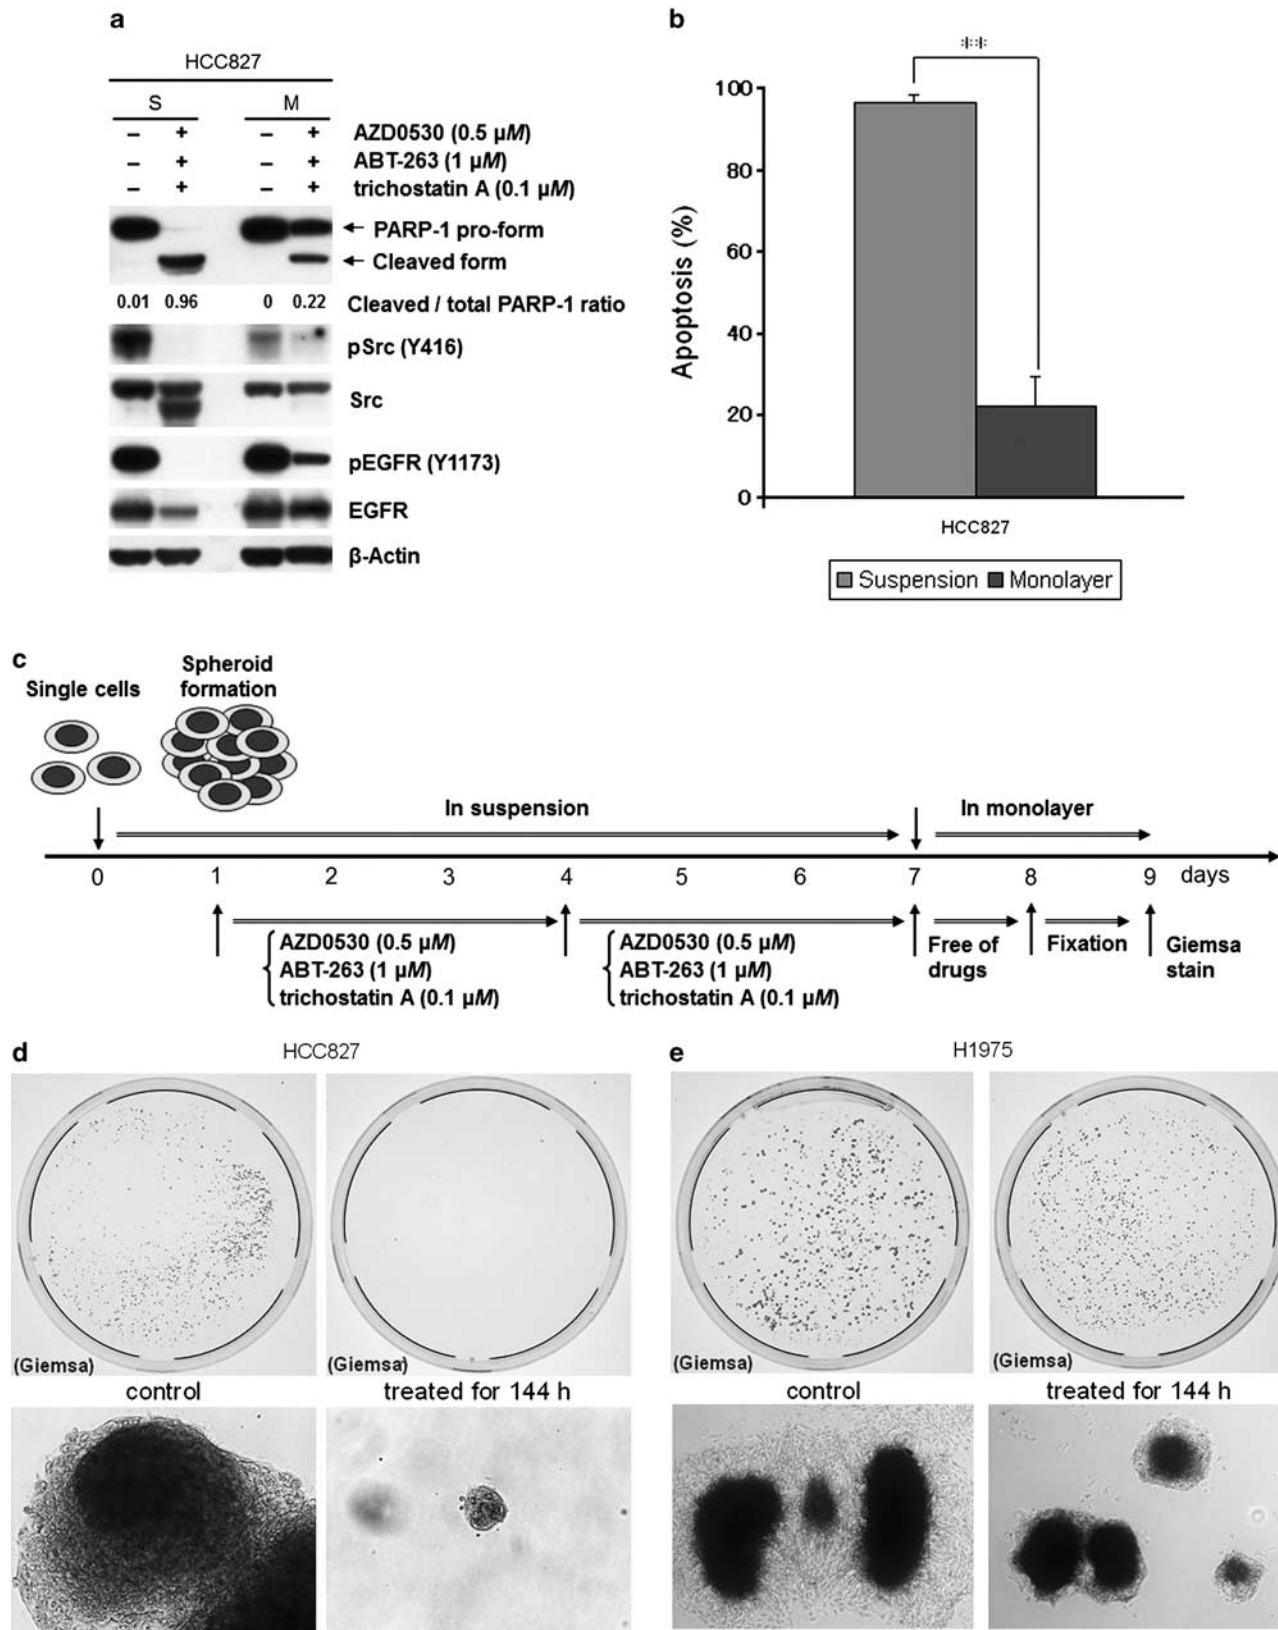 a
HCC827
S M
– + – + AZD0530 (0.5 µM)
– + – + ABT-263 (1 µM)
– + – + trichostatin A (0.1 µM)
← PARP-1 pro-form
← Cleaved form
0.01 0.96 0 0.22 Cleaved / total PARP-1 ratio
pSrc (Y416)
Src
pEGFR (Y1173)
EGFR
β-Actin
b
**
100
80
60
40
20
0
Apoptosis (%)
HCC827
Suspension Monolayer
c
Single cells
Spheroid
formation
In suspension
In monolayer
0 1 2 3 4 5 6 7 8 9 days
AZD0530 (0.5 µM)
ABT-263 (1 µM)
trichostatin A (0.1 µM)
AZD0530 (0.5 µM)
ABT-263 (1 µM)
trichostatin A (0.1 µM)
Free of
drugs
Fixation
Giemsa
stain
d
HCC827
(Giemsa) (Giemsa)
control treated for 144 h
e
H1975
(Giemsa) (Giemsa)
control treated for 144 h